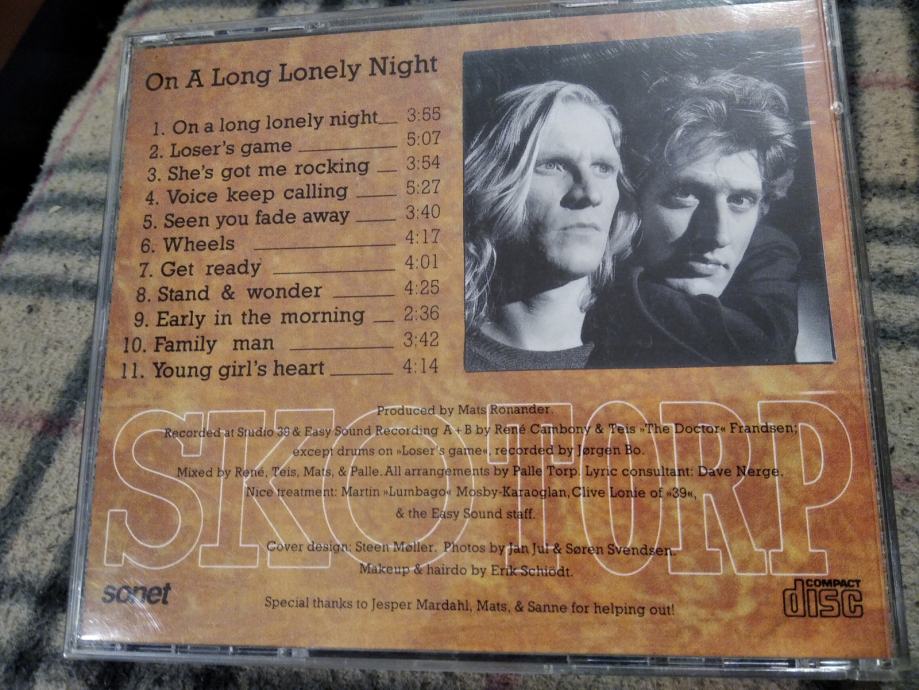 On A Long Lonely Night
1. On a long lonely night 3:55
2. Loser's game 5:07
3. She's got me rocking 3:54
4. Voice keep calling 5:27
5. Seen you fade away 3:40
6. Wheels 4:17
7. Get ready 4:01
8. Stand & wonder 4:25
9. Early in the morning 2:36
10. Family man 3:42
11. Young girl's heart 4:14
SKO TORP
Produced by Mats Ronander.
Recorded at Studio 39 & Easy Sound Recording A+B by René Cambony & Teis »The Doctor« Frandsen;
except drums on »Loser's game«, recorded by Jørgen Bo.
Mixed by René, Teis, Mats, & Palle. All arrangements by Palle Torp. Lyric consultant: Dave Nerge.
Nice treatment: Martin »Lumbago« Mosby-Karaoglan, Clive Lonie of »39«,
& the Easy Sound staff.
Cover design: Steen Møller. Photos by Jan Jul & Søren Svendsen.
Makeup & hairdo by Erik Schiødt.
sonet
Special thanks to Jesper Mardahl, Mats, & Sanne for helping out!
COMPACT
disc